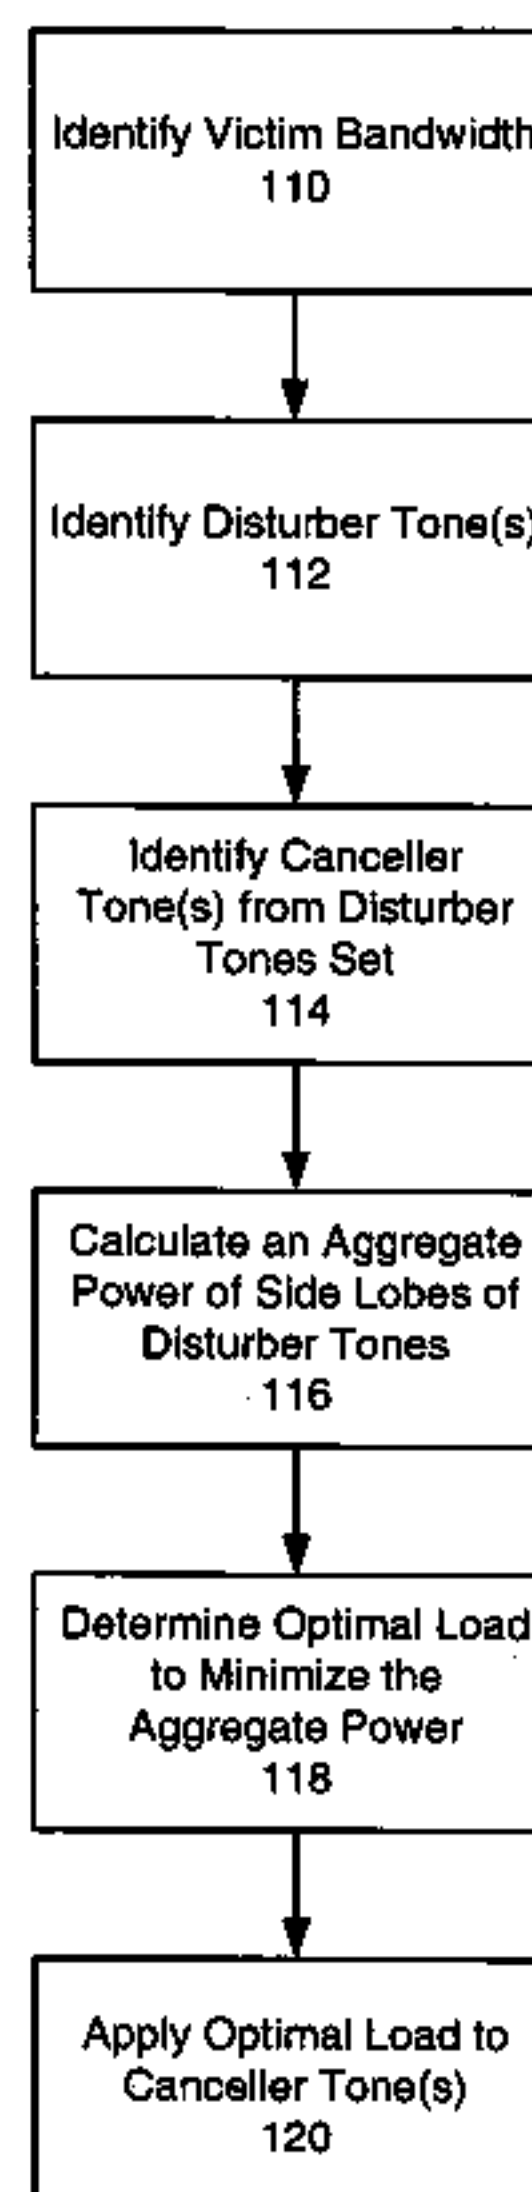 Identify Victim Bandwidth
110
Identify Disturber Tone(s)
112
Identify Canceller
Tone(s) from Disturber
Tones Set
114
Calculate an Aggregate
Power of Side Lobes of
Disturber Tones
116
Determine Optimal Load
to Minimize the
Aggregate Power
118
Apply Optimal Load to
Canceller Tone(s)
120